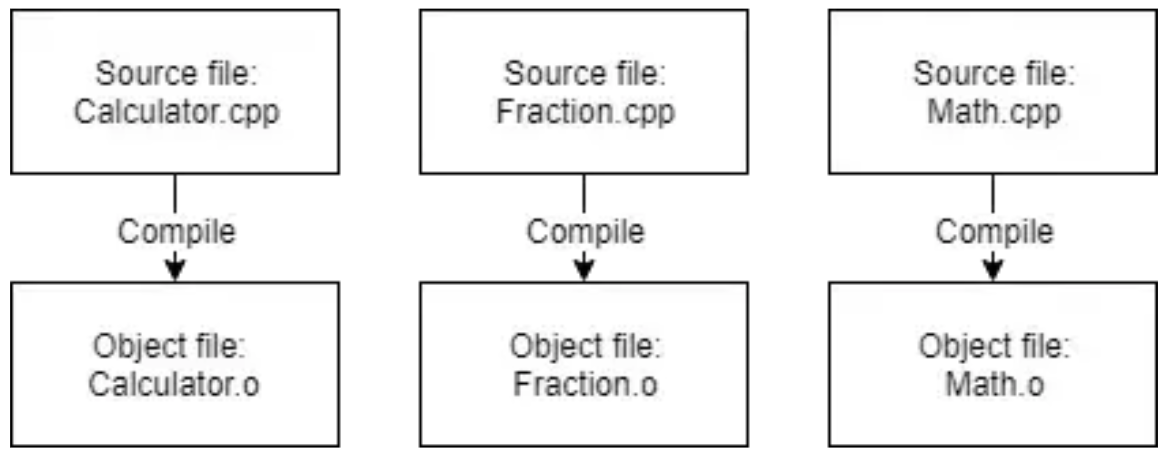 Source file:
Calculator.cpp
Source file:
Fraction.cpp
Source file:
Math.cpp
Compile
Compile
Compile
Object file:
Calculator.o
Object file:
Fraction.o
Object file:
Math.o